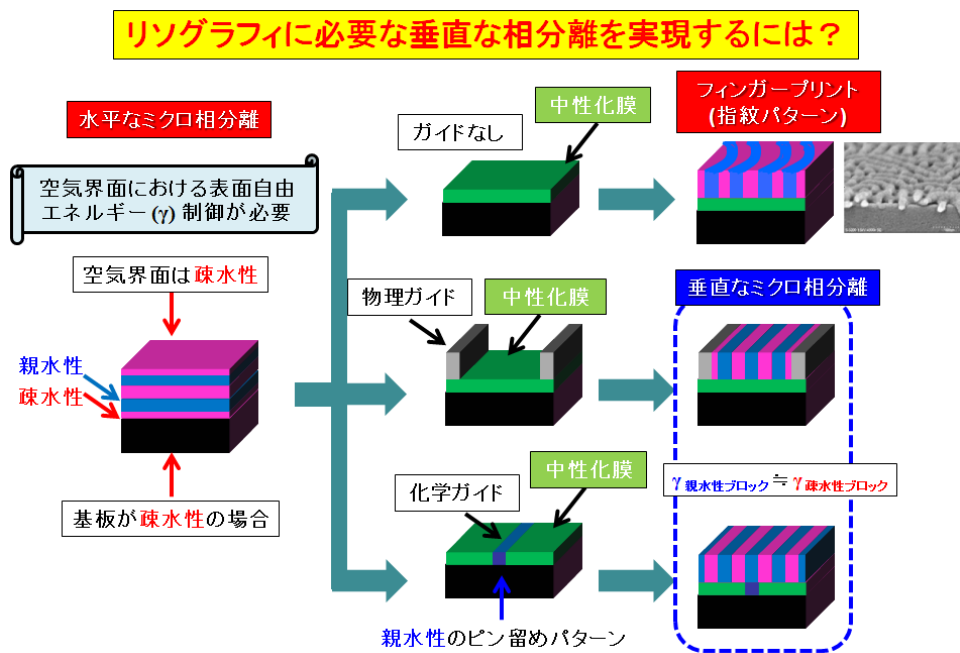 リソグラフィに必要な垂直な相分離を実現するには？
水平なミクロ相分離
空気界面における表面自由
エネルギー(γ)制御が必要
空気界面は疎水性
親水性
疎水性
基板が疎水性の場合
ガイドなし
中性化膜
フィンガープリント
(指紋パターン)
物理ガイド
中性化膜
垂直なミクロ相分離
化学ガイド
中性化膜
γ親水性ブロック≒γ疎水性ブロック
親水性のピン留めパターン